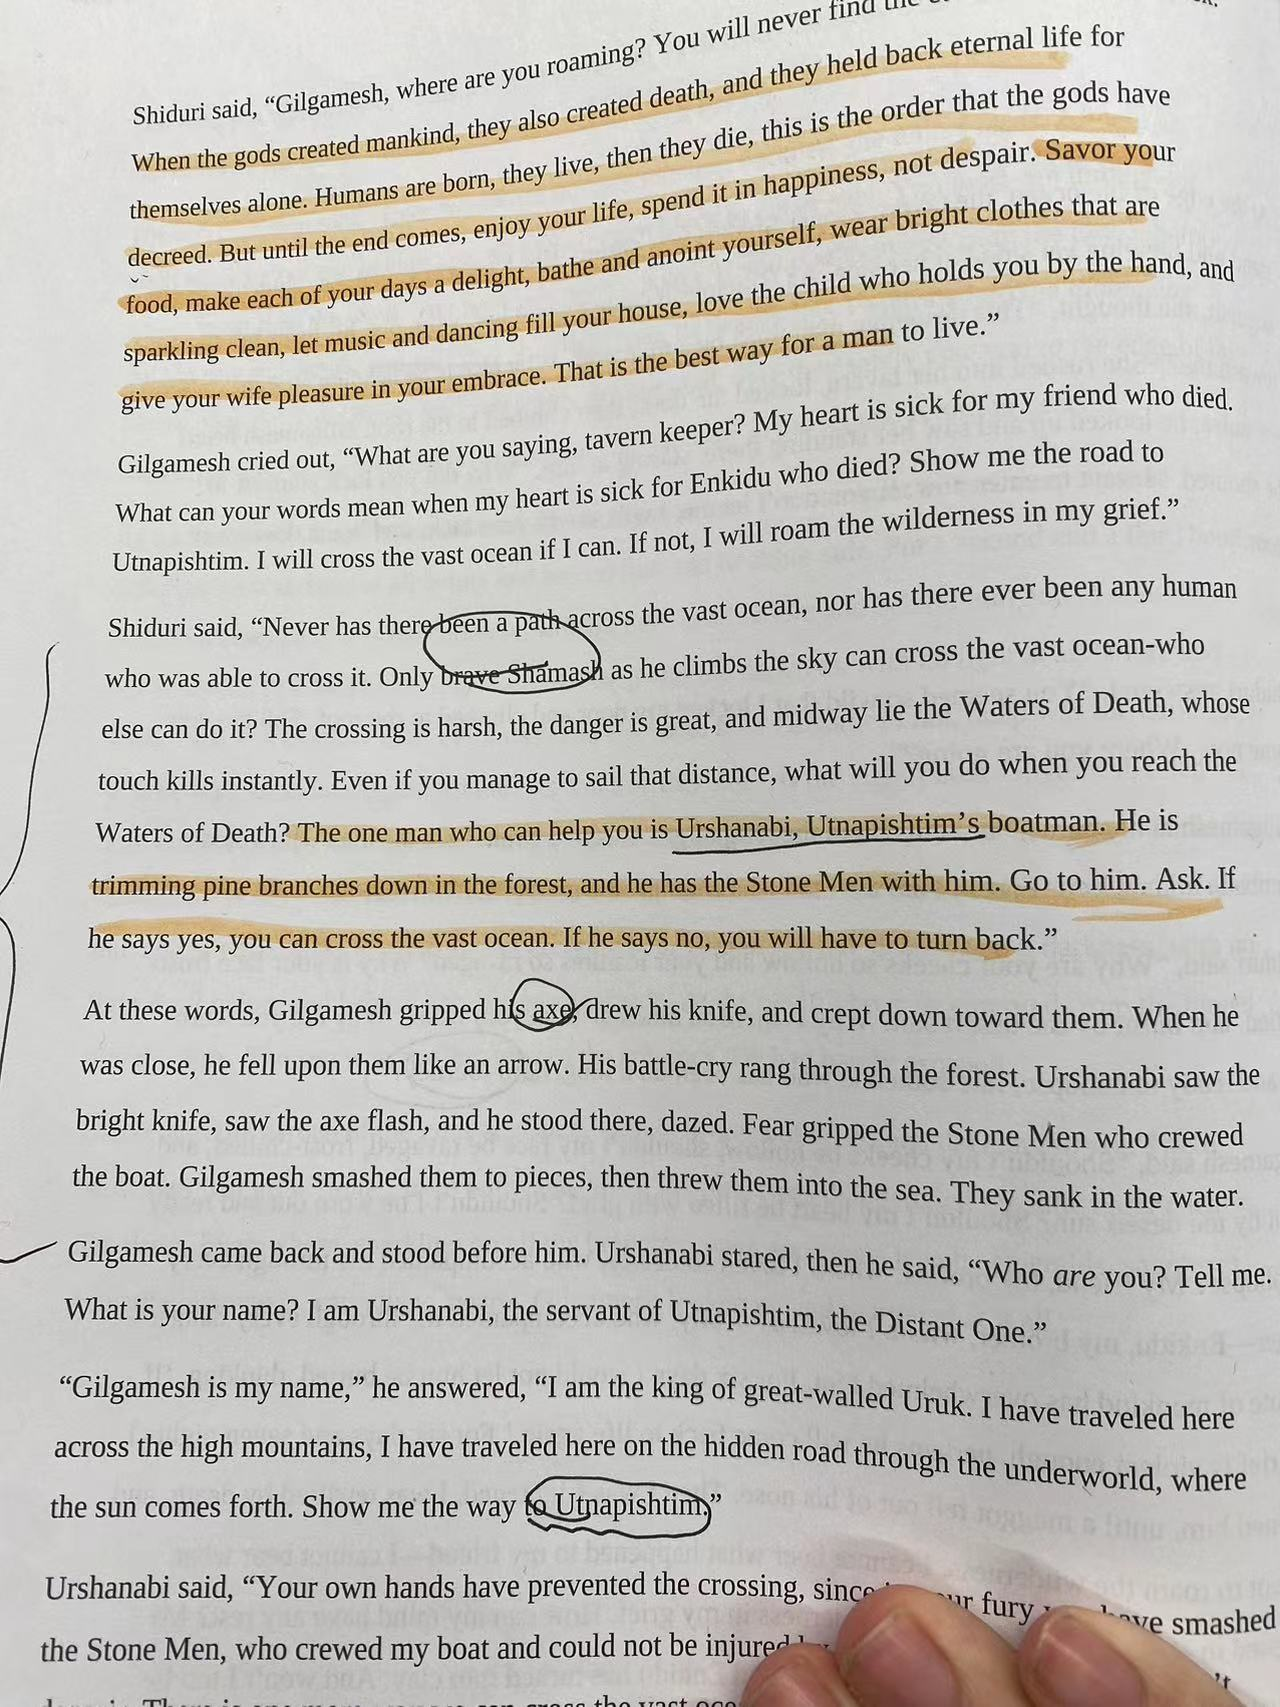 Shiduri said, “Gilgamesh, where are you roaming? You will never find the
When the gods created mankind, they also created death, and they held back eternal life for
themselves alone. Humans are born, they live, then they die, this is the order that the gods have
decreed. But until the end comes, enjoy your life, spend it in happiness, not despair. Savor your
food, make each of your days a delight, bathe and anoint yourself, wear bright clothes that are
sparkling clean, let music and dancing fill your house, love the child who holds you by the hand, and
give your wife pleasure in your embrace. That is the best way for a man to live.”
Gilgamesh cried out, “What are you saying, tavern keeper? My heart is sick for my friend who died.
What can your words mean when my heart is sick for Enkidu who died? Show me the road to
Utnapishtim. I will cross the vast ocean if I can. If not, I will roam the wilderness in my grief.”
Shiduri said, “Never has there been a path across the vast ocean, nor has there ever been any human
who was able to cross it. Only brave Shamash as he climbs the sky can cross the vast ocean-who
else can do it? The crossing is harsh, the danger is great, and midway lie the Waters of Death, whose
touch kills instantly. Even if you manage to sail that distance, what will you do when you reach the
Waters of Death? The one man who can help you is Urshanabi, Utnapishtim’s boatman. He is
trimming pine branches down in the forest, and he has the Stone Men with him. Go to him. Ask. If
he says yes, you can cross the vast ocean. If he says no, you will have to turn back.”
At these words, Gilgamesh gripped his axe, drew his knife, and crept down toward them. When he
was close, he fell upon them like an arrow. His battle-cry rang through the forest. Urshanabi saw the
bright knife, saw the axe flash, and he stood there, dazed. Fear gripped the Stone Men who crewed
the boat. Gilgamesh smashed them to pieces, then threw them into the sea. They sank in the water.
Gilgamesh came back and stood before him. Urshanabi stared, then he said, “Who are you? Tell me.
What is your name? I am Urshanabi, the servant of Utnapishtim, the Distant One.”
“Gilgamesh is my name,” he answered, “I am the king of great-walled Uruk. I have traveled here
across the high mountains, I have traveled here on the hidden road through the underworld, where
the sun comes forth. Show me the way to Utnapishtim.”
Urshanabi said, “Your own hands have prevented the crossing, since fury smashed
the Stone Men, who crewed my boat and could not be injured
the vast